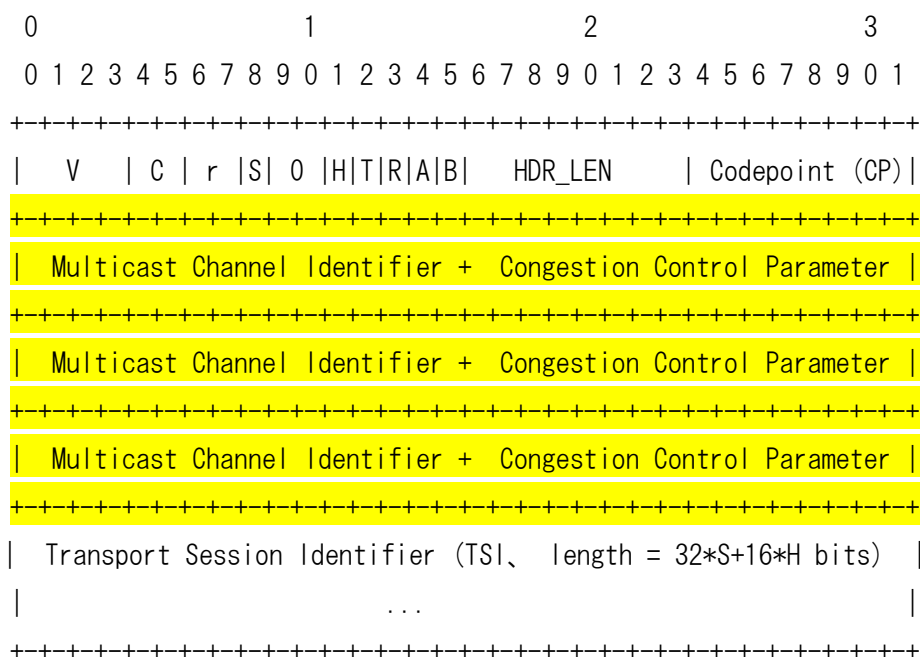 0                   1                   2                   3
0 1 2 3 4 5 6 7 8 9 0 1 2 3 4 5 6 7 8 9 0 1 2 3 4 5 6 7 8 9 0 1
+-+-+-+-+-+-+-+-+-+-+-+-+-+-+-+-+-+-+-+-+-+-+-+-+-+-+-+-+-+-+-+-+
|   V   | C | r |S| O |H|T|R|A|B|   HDR_LEN     | Codepoint (CP)|
+-+-+-+-+-+-+-+-+-+-+-+-+-+-+-+-+-+-+-+-+-+-+-+-+-+-+-+-+-+-+-+-+
|  Multicast Channel Identifier +  Congestion Control Parameter |
+-+-+-+-+-+-+-+-+-+-+-+-+-+-+-+-+-+-+-+-+-+-+-+-+-+-+-+-+-+-+-+-+
|  Multicast Channel Identifier +  Congestion Control Parameter |
+-+-+-+-+-+-+-+-+-+-+-+-+-+-+-+-+-+-+-+-+-+-+-+-+-+-+-+-+-+-+-+-+
|  Multicast Channel Identifier +  Congestion Control Parameter |
+-+-+-+-+-+-+-+-+-+-+-+-+-+-+-+-+-+-+-+-+-+-+-+-+-+-+-+-+-+-+-+-+
|  Transport Session Identifier (TSI、 length = 32*S+16*H bits)  |
|                          ...                                  |
+-+-+-+-+-+-+-+-+-+-+-+-+-+-+-+-+-+-+-+-+-+-+-+-+-+-+-+-+-+-+-+-+